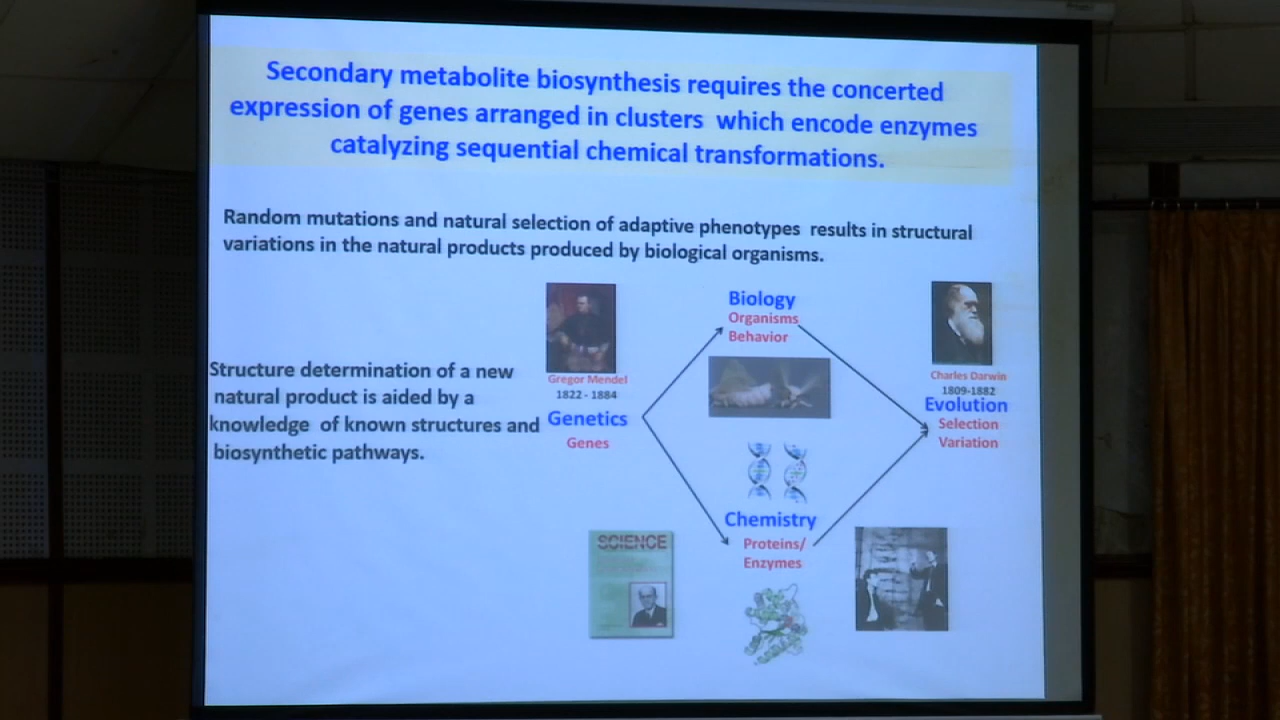 Secondary metabolite biosynthesis requires the concerted
expression of genes arranged in clusters which encode enzymes
catalyzing sequential chemical transformations.
Random mutations and natural selection of adaptive phenotypes results in structural
variations in the natural products produced by biological organisms.
Structure determination of a new
natural product is aided by a
knowledge of known structures and
biosynthetic pathways.
Gregor Mendel
1822 - 1884
Genetics
Genes
Biology
Organisms
Behavior
Charles Darwin
1809-1882
Evolution
Selection
Variation
Chemistry
Proteins/
Enzymes
SCIENCE